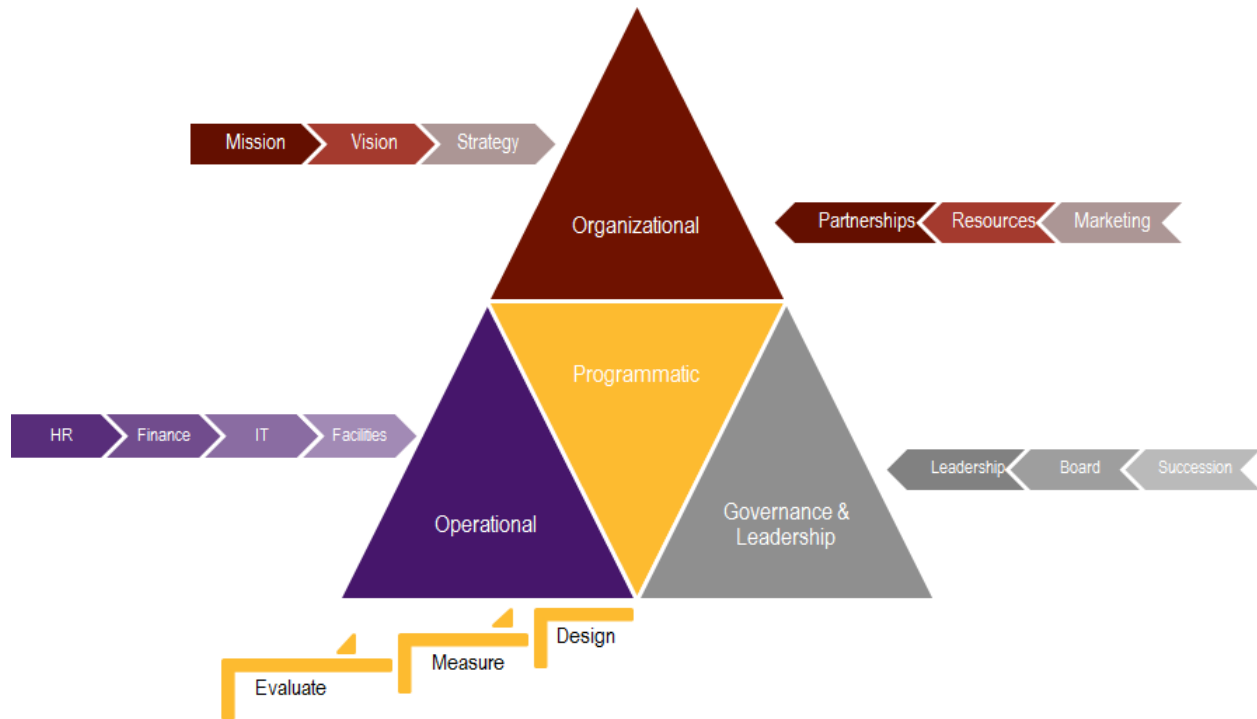 Mission Vision Strategy
Partnerships Resources Marketing
Organizational
Programmatic
HR Finance IT Facilities
Leadership Board Succession
Operational
Governance &
Leadership
Design
Measure
Evaluate